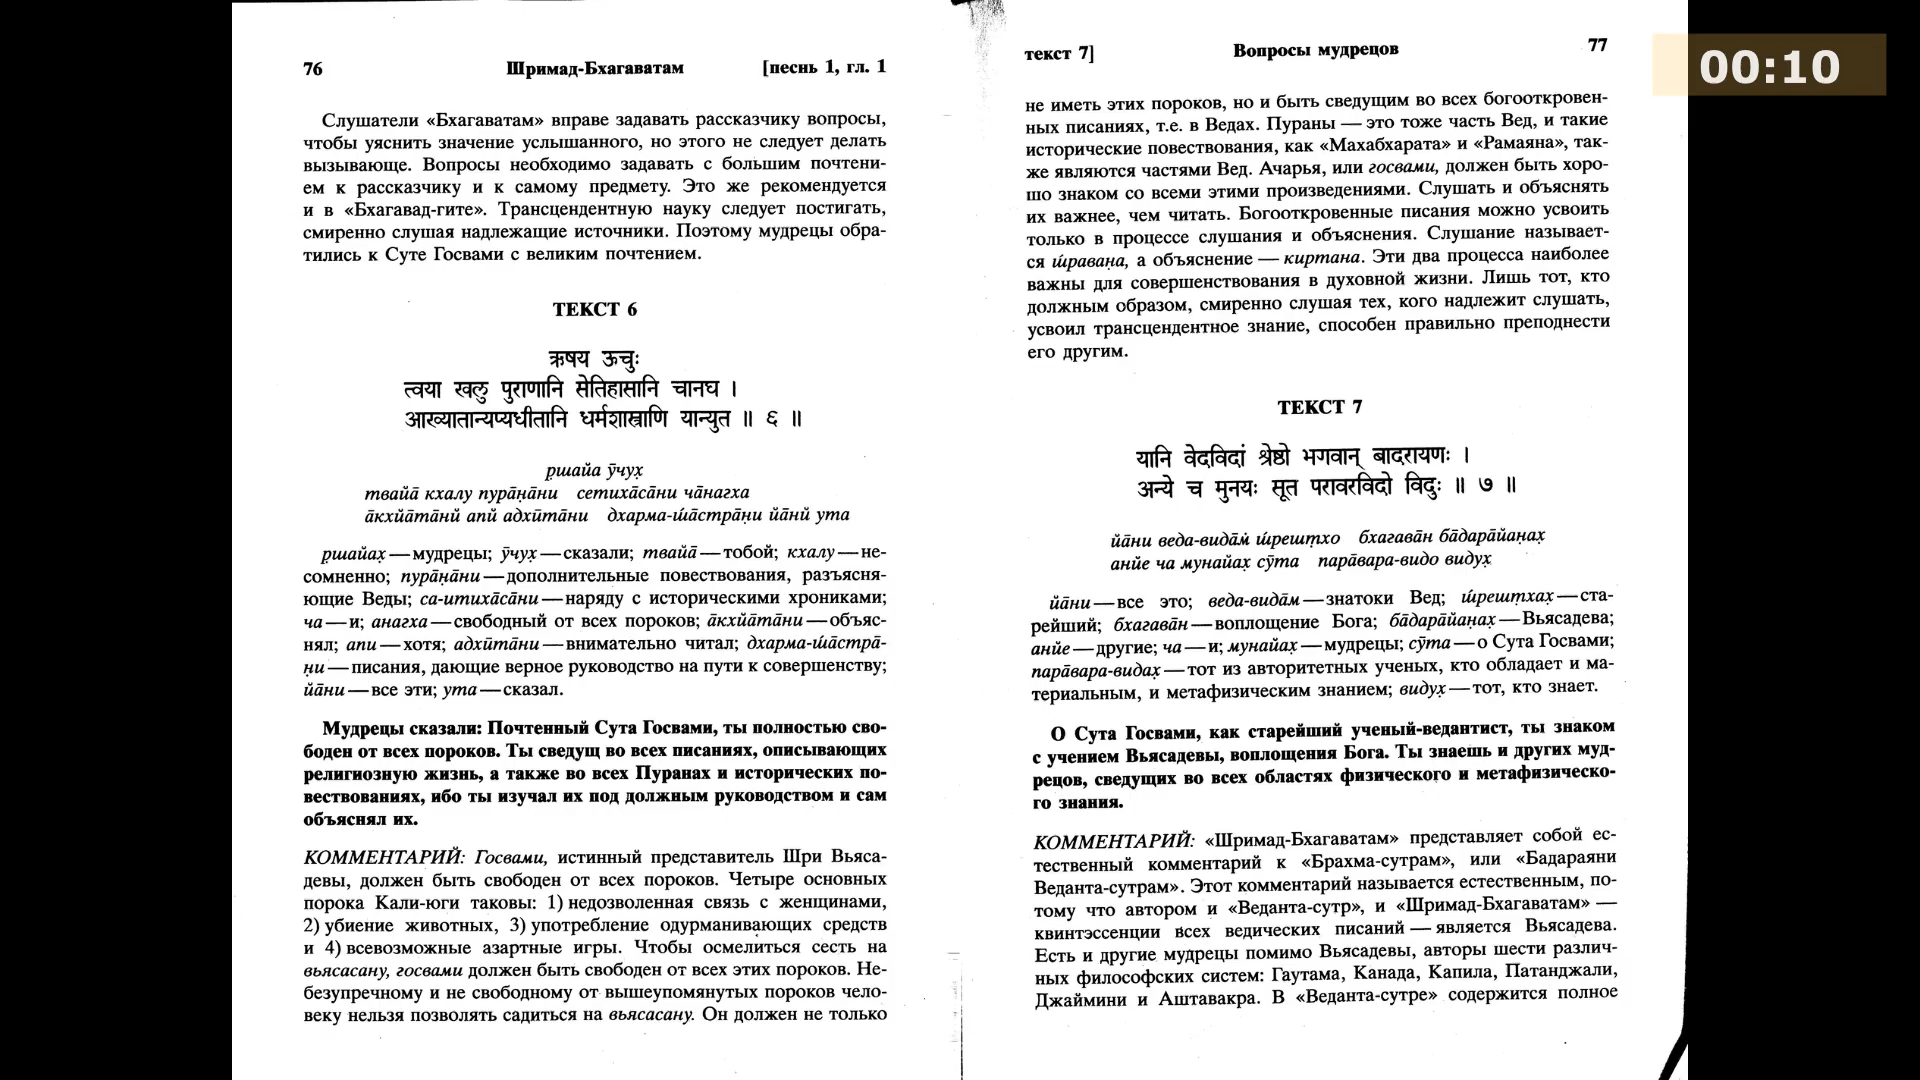 76 Шримад-Бхагаватам [песнь 1, гл. 1
Слушатели «Бхагаватам» вправе задавать рассказчику вопросы,
чтобы уяснить значение услышанного, но этого не следует делать
вызывающе. Вопросы необходимо задавать с большим почтени-
ем к рассказчику и к самому предмету. Это же рекомендуется
и в «Бхагавад-гите». Трансцендентную науку следует постигать,
смиренно слушая надлежащие источники. Поэтому мудрецы обра-
тились к Суте Госвами с великим почтением.
ТЕКСТ 6
ऋषय ऊचुः
त्वया खलु पुराणानि सेतिहासानि चानघ ।
आख्यातान्यप्यधीतानि धर्मशास्त्राणि यान्युत ॥ ६ ॥
ршайа ӯчух̣
твайа̄ кхалу пура̄н̣а̄ни сетиха̄са̄ни ча̄нагха
а̄кхйа̄та̄нй апй адхӣта̄ни дхарма-ш́а̄стра̄н̣и йа̄нй ута
ршайах̣ — мудрецы; ӯчух̣ — сказали; твайа̄ — тобой; кхалу — не-
сомненно; пура̄н̣а̄ни — дополнительные повествования, разъясня-
ющие Веды; са-итиха̄са̄ни — наряду с историческими хрониками;
ча — и; анагха — свободный от всех пороков; а̄кхйа̄та̄ни — объяс-
нял; апи — хотя; адхӣта̄ни — внимательно читал; дхарма-ш́а̄стра̄-
н̣и — писания, дающие верное руководство на пути к совершенству;
йа̄ни — все эти; ута — сказал.
Мудрецы сказали: Почтенный Сута Госвами, ты полностью сво-
боден от всех пороков. Ты сведущ во всех писаниях, описывающих
религиозную жизнь, а также во всех Пуранах и исторических по-
вествованиях, ибо ты изучал их под должным руководством и сам
объяснял их.
КОММЕНТАРИЙ: Госвами, истинный представитель Шри Вьяса-
девы, должен быть свободен от всех пороков. Четыре основных
порока Кали-юги таковы: 1) недозволенная связь с женщинами,
2) убиение животных, 3) употребление одурманивающих средств
и 4) всевозможные азартные игры. Чтобы осмелиться сесть на
вьясасану, госвами должен быть свободен от всех этих пороков. Не-
безупречному и не свободному от вышеупомянутых пороков чело-
веку нельзя позволять садиться на вьясасану. Он должен не только
текст 7] Вопросы мудрецов 77
не иметь этих пороков, но и быть сведущим во всех богооткровен-
ных писаниях, т.е. в Ведах. Пураны — это тоже часть Вед, и такие
исторические повествования, как «Махабхарата» и «Рамаяна», так-
же являются частями Вед. Ачарья, или госвами, должен быть хоро-
шо знаком со всеми этими произведениями. Слушать и объяснять
их важнее, чем читать. Богооткровенные писания можно усвоить
только в процессе слушания и объяснения. Слушание называет-
ся ш́раван̣а, а объяснение — киртана. Эти два процесса наиболее
важны для совершенствования в духовной жизни. Лишь тот, кто
должным образом, смиренно слушая тех, кого надлежит слушать,
усвоил трансцендентное знание, способен правильно преподнести
его другим.
ТЕКСТ 7
यानि वेदविदां श्रेष्ठो भगवान् बादरायणः ।
अन्ये च मुनयः सूत परावरविदो विदुः ॥ ७ ॥
йа̄ни веда-вида̄м̇ ш́решт̣хо бхагава̄н ба̄дара̄йан̣ах̣
анйе ча мунайах̣ сӯта пара̄вара-видо видух̣
йа̄ни — все это; веда-вида̄м — знатоки Вед; ш́решт̣хах̣ — ста-
рейший; бхагава̄н — воплощение Бога; ба̄дара̄йан̣ах̣ — Вьясадева;
анйе — другие; ча — и; мунайах̣ — мудрецы; сӯта — о Сута Госвами;
пара̄вара-видах̣ — тот из авторитетных ученых, кто обладает и ма-
териальным, и метафизическим знанием; видух̣ — тот, кто знает.
О Сута Госвами, как старейший ученый-ведантист, ты знаком
с учением Вьясадевы, воплощения Бога. Ты знаешь и других муд-
рецов, сведущих во всех областях физического и метафизическо-
го знания.
КОММЕНТАРИЙ: «Шримад-Бхагаватам» представляет собой ес-
тественный комментарий к «Брахма-сутрам», или «Бадараяни
Веданта-сутрам». Этот комментарий называется естественным, по-
тому что автором и «Веданта-сутр», и «Шримад-Бхагаватам» —
квинтэссенции всех ведических писаний — является Вьясадева.
Есть и другие мудрецы помимо Вьясадевы, авторы шести различ-
ных философских систем: Гаутама, Канада, Капила, Патанджали,
Джаймини и Аштавакра. В «Веданта-сутре» содержится полное
00:10